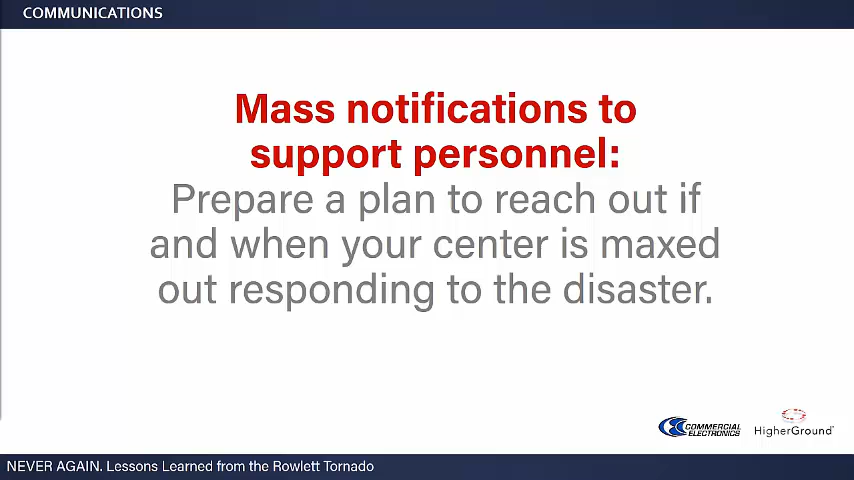 COMMUNICATIONS
Mass notifications to
support personnel:
Prepare a plan to reach out if
and when your center is maxed
out responding to the disaster.
COMMERCIAL
ELECTRONICS
HigherGround
NEVER AGAIN. Lessons Learned from the Rowlett Tornado